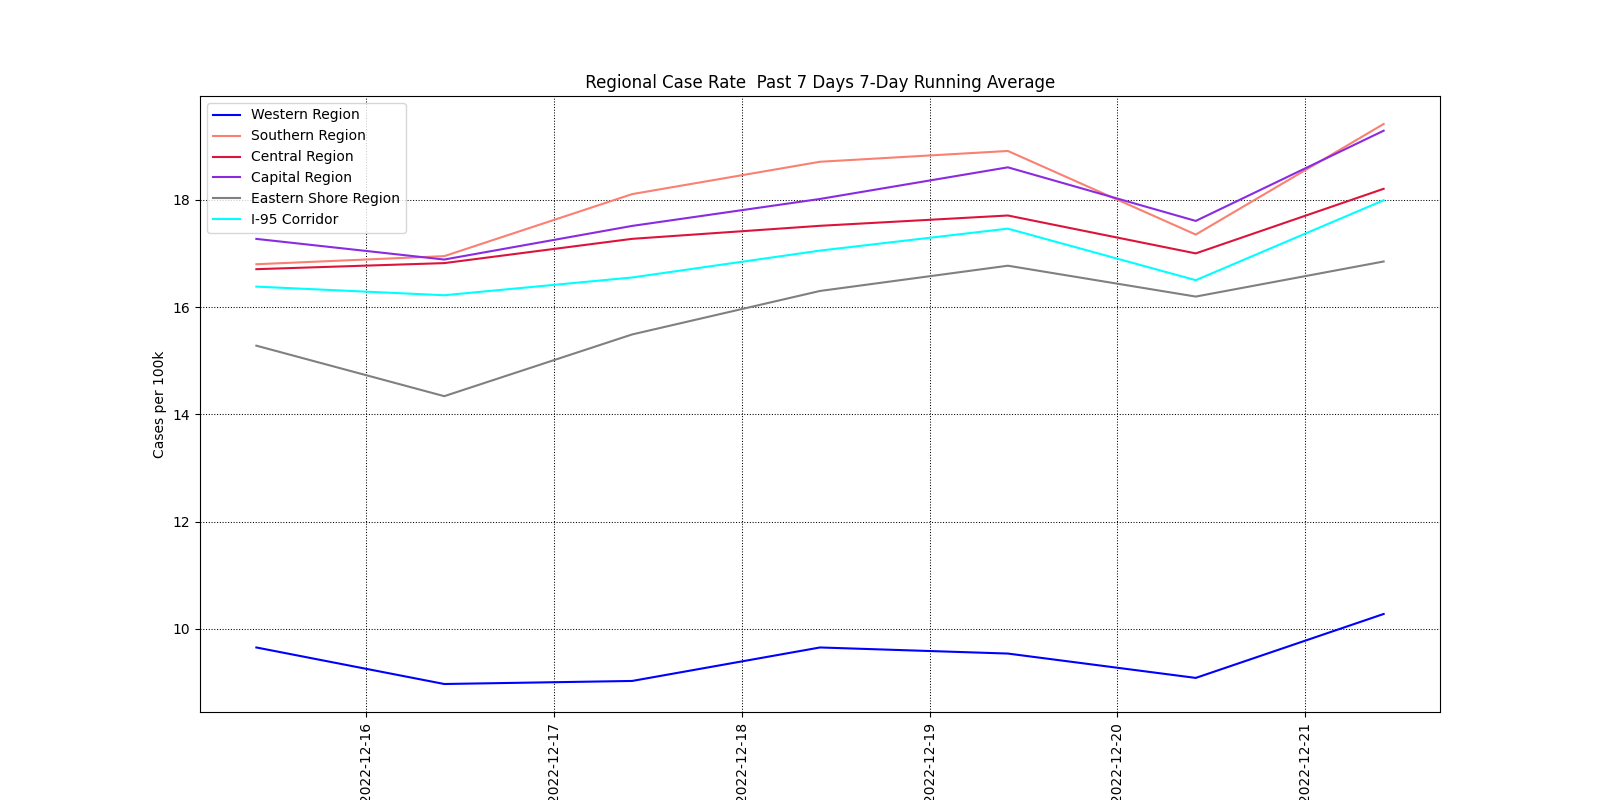 Regional Case Rate  Past 7 Days 7-Day Running Average
Western Region
Southern Region
Central Region
Capital Region
Eastern Shore Region
I-95 Corridor
Cases per 100k
18
16
14
12
10
2022-12-16
2022-12-17
2022-12-18
2022-12-19
2022-12-20
2022-12-21